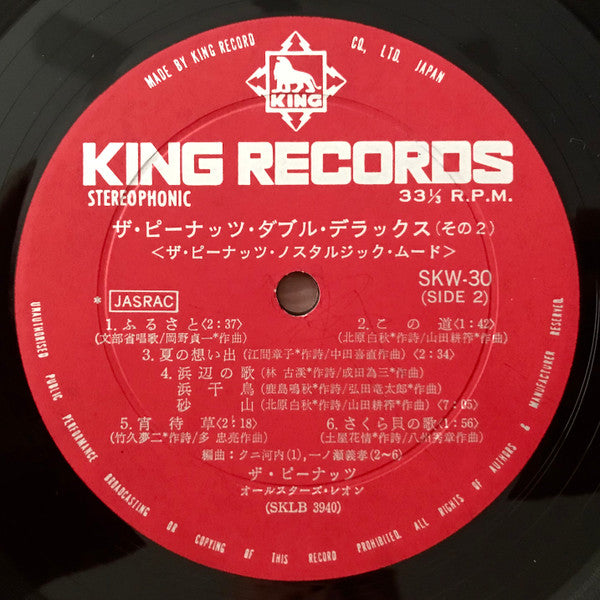 MADE BY KING RECORD CO., LTD. JAPAN
KING
KING RECORDS
STEREOPHONIC 33⅓ R.P.M.
ザ・ピーナッツ・ダブル・デラックス(その2)
<ザ・ピーナッツ・ノスタルジック・ムード>
SKW-30
(SIDE 2)
* JASRAC
1.ふるさと〈2:37〉 2.この道〈1:42〉
(文部省唱歌/岡野貞一*作曲) (北原白秋*作詩/山田耕筰*作曲)
3.夏の想い出(江間章子*作詩/中田喜直*作曲)〈2:34〉
4.浜辺の歌(林 古溪*作詩/成田為三*作曲)
浜千鳥(鹿島鳴秋*作詩/弘田竜太郎*作曲)
砂山(北原白秋*作詩/山田耕筰*作曲)〈7:05〉
5.宵待草〈2:18〉 6.さくら貝の歌〈1:56〉
(竹久夢二*作詩/多 忠亮作曲) (土屋花情*作詩/八州秀章作曲)
編曲:クニ河内(1),一ノ瀬義孝(2〜6)
ザ・ピーナッツ
オールスターズ・レオン
(SKLB 3940)
UNAUTHORISED PUBLIC PERFORMANCE BROADCASTING OR COPYING OF THIS RECORD PROHIBITED. ALL RIGHTS OF AUTHORS & MANUFACTURER RESERVED.